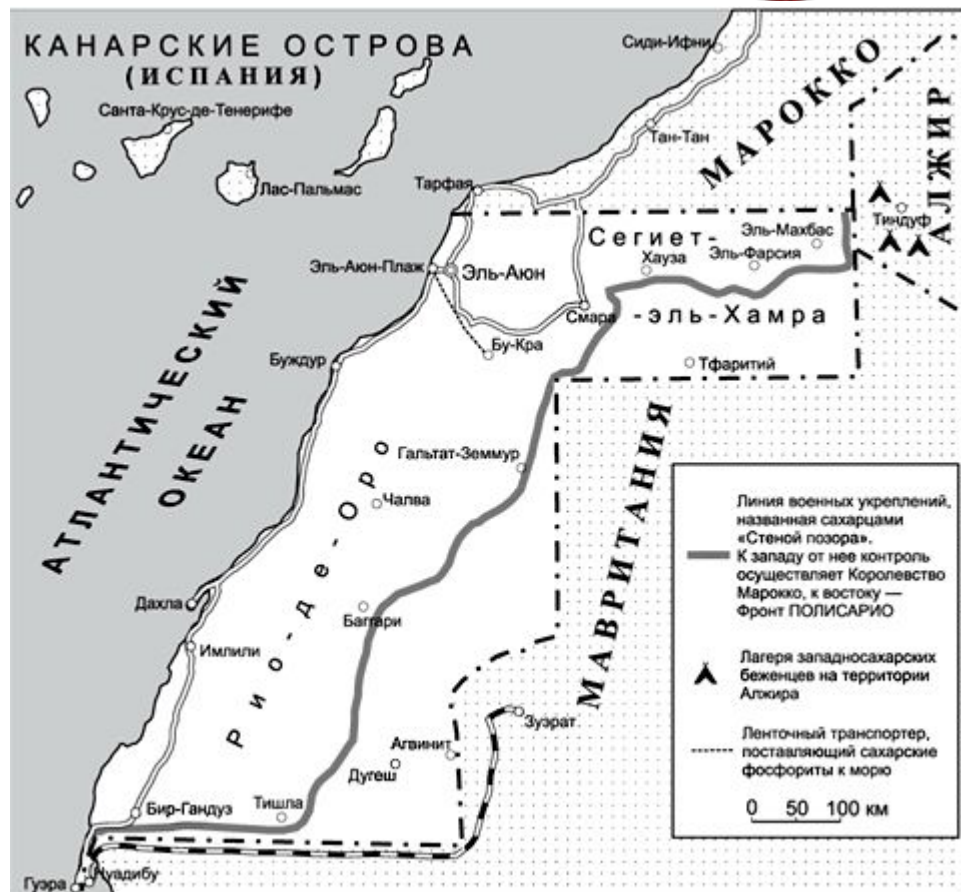 КАНАРСКИЕ ОСТРОВА
(ИСПАНИЯ)
Санта-Крус-де-Тенерифе
Лас-Пальмас
Сиди-Ифни
Тан-Тан
МАРОККО
АЛЖИР
Тарфая
Тиндуф
Сегиет-
Эль-Махбас
Эль-Фарсия
Хауза
Эль-Аюн-Плаж
Эль-Аюн
Смара
-эль-Хамра
Бу-Кра
Тфаритий
Буждур
АТЛАНТИЧЕСКИЙ
ОКЕАН
МАВРИТАНИЯ
Гальтат-Земмур
Чалва
Рио-де-Оро
Дахла
Баггари
Имлили
Зуэрат
Агвинит
Дугеш
Бир-Гандуз
Тишла
Нуадибу
Гуэра
Линия военных укреплений,
названная сахарцами
«Стеной позора».
К западу от нее контроль
осуществляет Королевство
Марокко, к востоку —
Фронт ПОЛИСАРИО
Лагеря западносахарских
беженцев на территории
Алжира
Ленточный транспортер,
поставляющий сахарские
фосфориты к морю
0 50 100 км